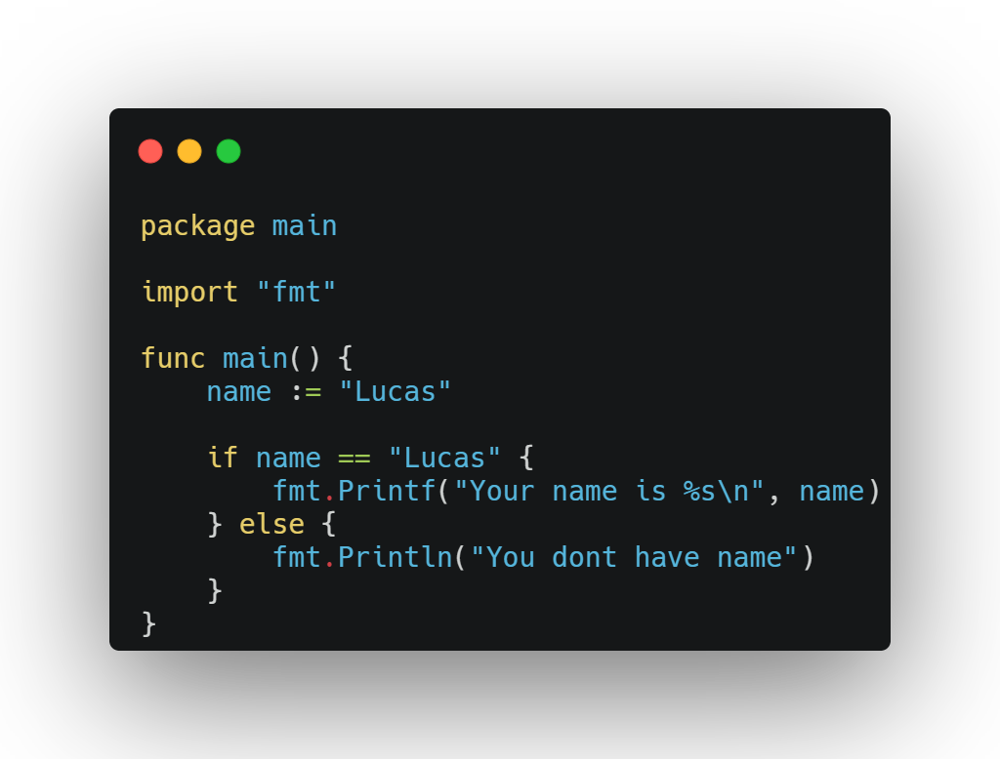 package main

import "fmt"

func main() {
    name := "Lucas"

    if name == "Lucas" {
        fmt.Printf("Your name is %s\n", name)
    } else {
        fmt.Println("You dont have name")
    }
}